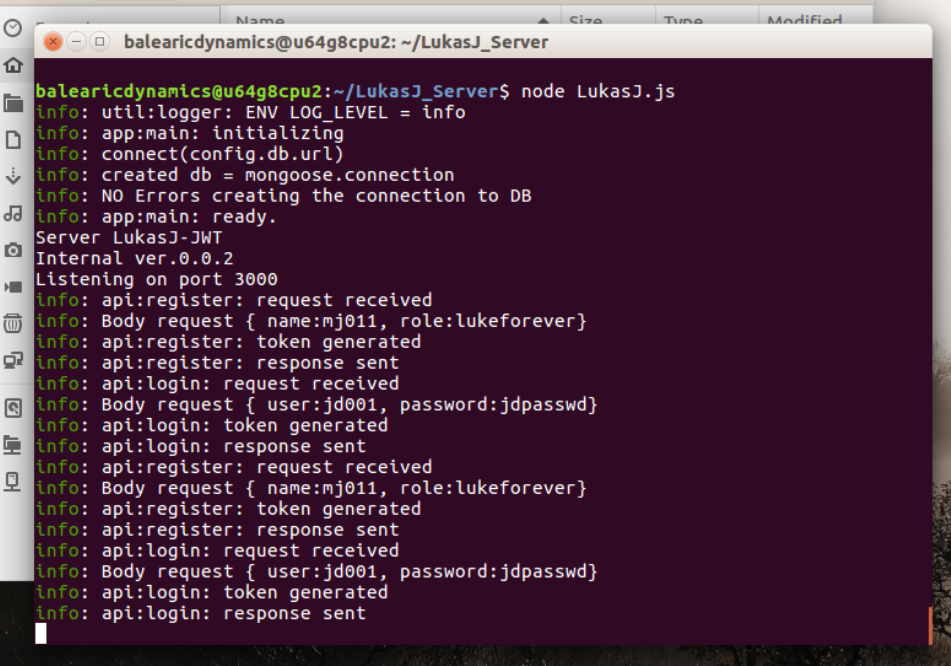 Name Size Type Modified
balearicdynamics@u64g8cpu2: ~/LukasJ_Server
balearicdynamics@u64g8cpu2:~/LukasJ_Server$ node LukasJ.js
info: util:logger: ENV LOG_LEVEL = info
info: app:main: initializing
info: connect(config.db.url)
info: created db = mongoose.connection
info: NO Errors creating the connection to DB
info: app:main: ready.
Server LukasJ-JWT
Internal ver.0.0.2
Listening on port 3000
info: api:register: request received
info: Body request { name:mj011, role:lukeforever}
info: api:register: token generated
info: api:register: response sent
info: api:login: request received
info: Body request { user:jd001, password:jdpasswd}
info: api:login: token generated
info: api:login: response sent
info: api:register: request received
info: Body request { name:mj011, role:lukeforever}
info: api:register: token generated
info: api:register: response sent
info: api:login: request received
info: Body request { user:jd001, password:jdpasswd}
info: api:login: token generated
info: api:login: response sent